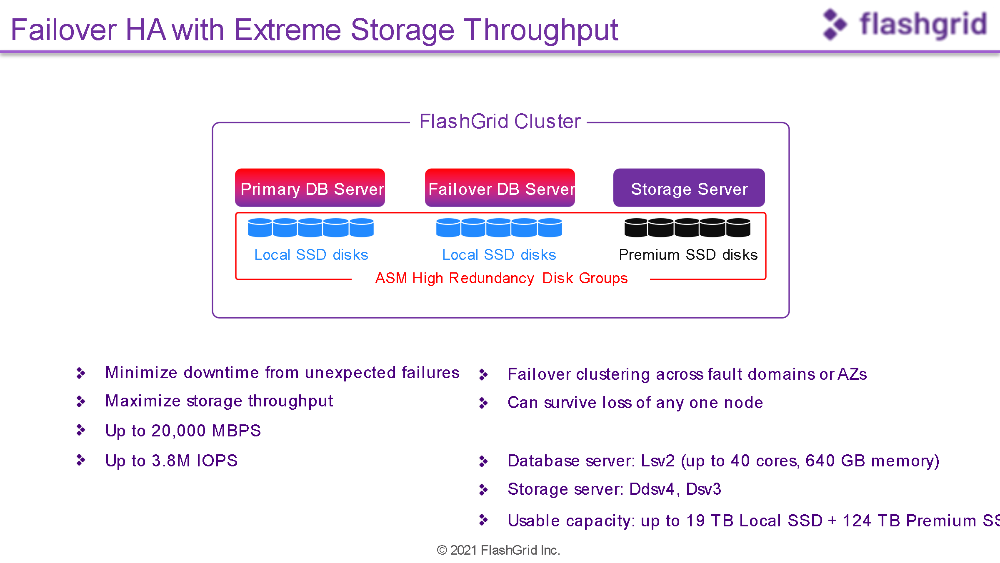 Failover HA with Extreme Storage Throughput
flashgrid
FlashGrid Cluster
Primary DB Server
Failover DB Server
Storage Server
Local SSD disks
Local SSD disks
Premium SSD disks
ASM High Redundancy Disk Groups
Minimize downtime from unexpected failures
Maximize storage throughput
Up to 20,000 MBPS
Up to 3.8M IOPS
Failover clustering across fault domains or AZs
Can survive loss of any one node
Database server: Lsv2 (up to 40 cores, 640 GB memory)
Storage server: Ddsv4, Dsv3
Usable capacity: up to 19 TB Local SSD + 124 TB Premium
© 2021 FlashGrid Inc.